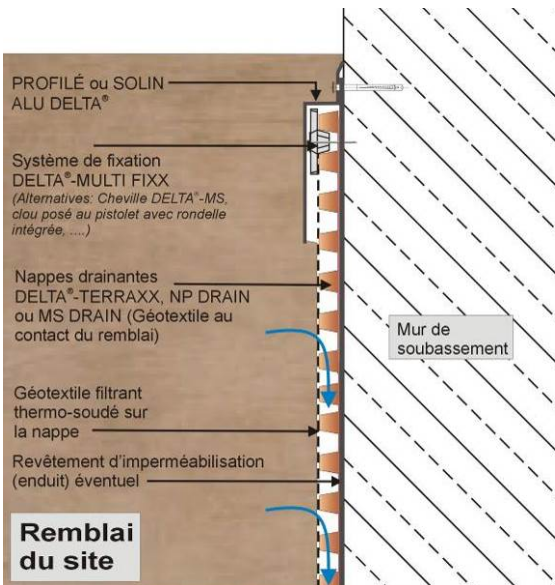 PROFILÉ ou SOLIN
ALU DELTA®
Système de fixation
DELTA®-MULTI FIXX
(Alternatives: Cheville DELTA®-MS,
clou posé au pistolet avec rondelle
intégrée, ....)
Nappes drainantes
DELTA®-TERRAXX, NP DRAIN
ou MS DRAIN (Géotextile au
contact du remblai)
Mur de
soubassement
Géotextile filtrant
thermo-soudé sur
la nappe
Revêtement d'imperméabilisation
(enduit) éventuel
Remblai
du site